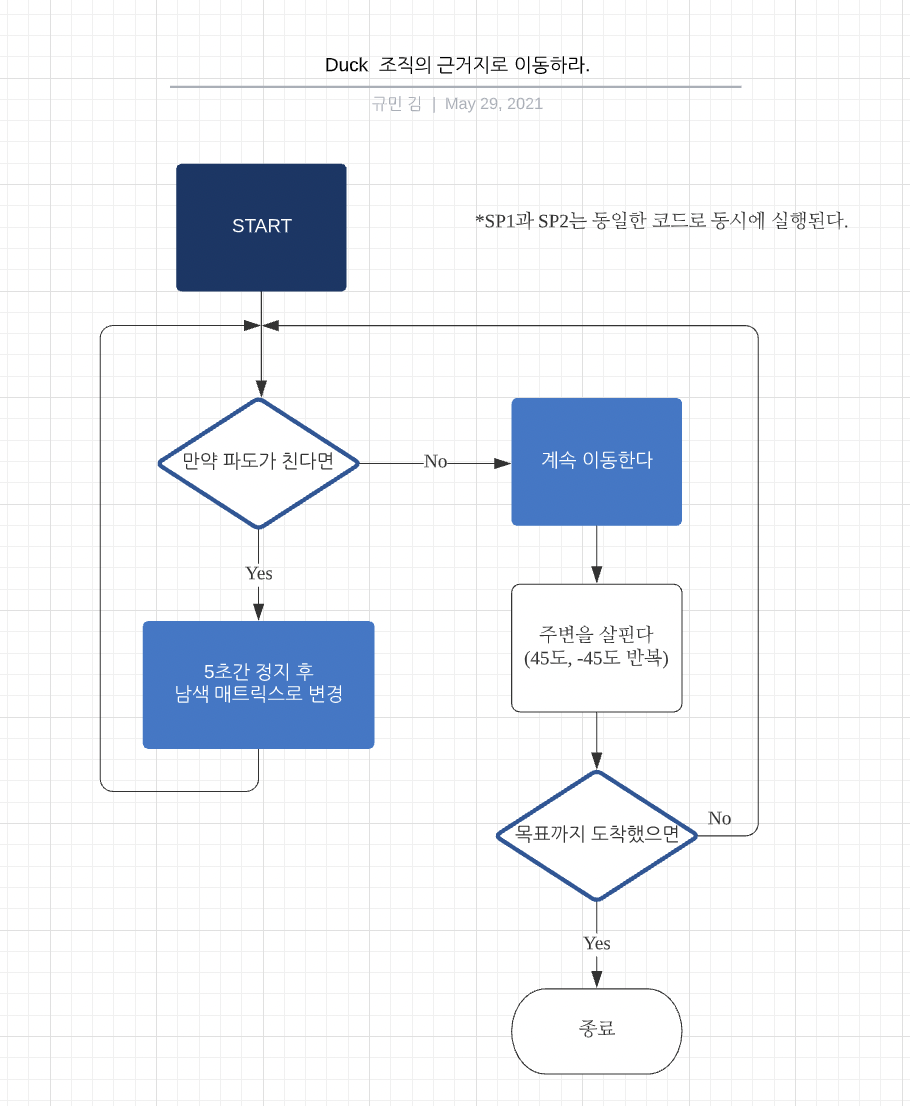 Duck 조직의 근거지로 이동하라.
규민 김 | May 29, 2021
START
*SP1과 SP2는 동일한 코드로 동시에 실행된다.
만약 파도가 친다면
No
계속 이동한다
Yes
5초간 정지 후
남색 매트릭스로 변경
주변을 살핀다
(45도, -45도 반복)
목표까지 도착했으면
No
Yes
종료